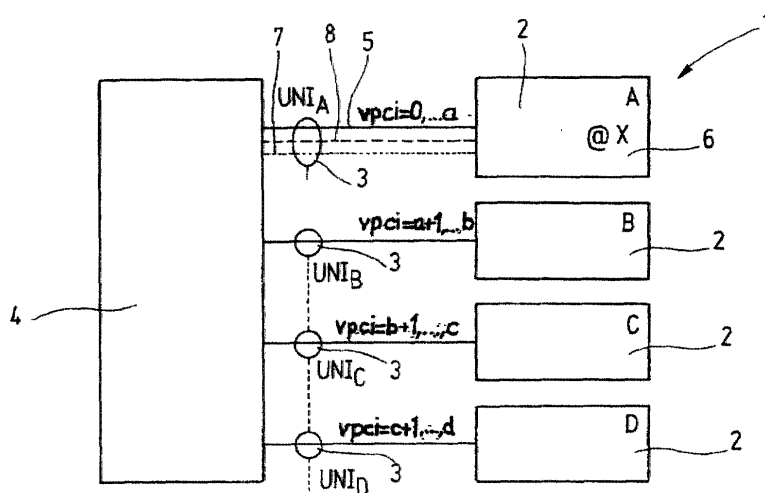 7 8 5 2
UNI_A vpci=0,...a A
@ X 6
3
vpci=a+1,...b B
3 2
UNI_B
4
vpci=b+1,...,c C
3 2
UNI_C
vpci=c+1,...,d D
3 2
UNI_D